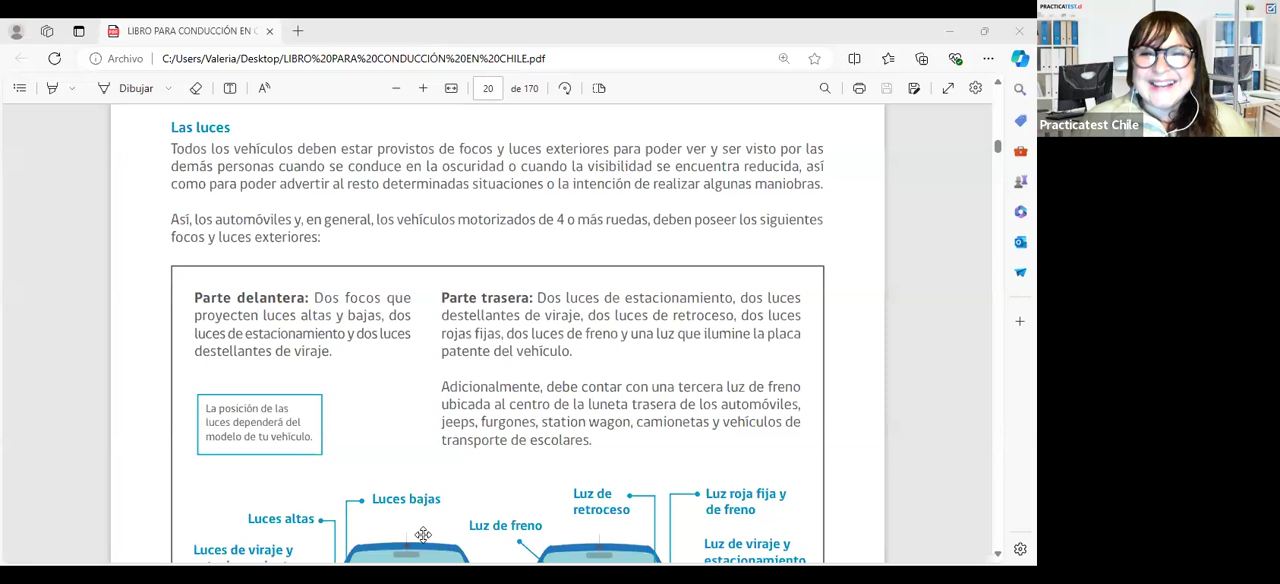 LIBRO PARA CONDUCCIÓN EN C
Archivo
C:/Users/Valeria/Desktop/LIBRO%20PARA%20CONDUCCIÓN%20EN%20CHILE.pdf
Dibujar
20
de 170
Las luces
Todos los vehículos deben estar provistos de focos y luces exteriores para poder ver y ser visto por las
demás personas cuando se conduce en la oscuridad o cuando la visibilidad se encuentra reducida, así
como para poder advertir al resto determinadas situaciones o la intención de realizar algunas maniobras.
Así, los automóviles y, en general, los vehículos motorizados de 4 o más ruedas, deben poseer los siguientes
focos y luces exteriores:
Parte delantera: Dos focos que
proyecten luces altas y bajas, dos
luces de estacionamiento y dos luces
destellantes de viraje.
La posición de las
luces dependerá del
modelo de tu vehículo.
Parte trasera: Dos luces de estacionamiento, dos luces
destellantes de viraje, dos luces de retroceso, dos luces
rojas fijas, dos luces de freno y una luz que ilumine la placa
patente del vehículo.
Adicionalmente, debe contar con una tercera luz de freno
ubicada al centro de la luneta trasera de los automóviles,
jeeps, furgones, station wagon, camionetas y vehículos de
transporte de escolares.
Luces bajas
Luces altas
Luces de viraje y
Luz de freno
Luz de
retroceso
Luz roja fija y
de freno
Luz de viraje y
estacionamiento
PRACTICATEST.cl
Practicatest Chile